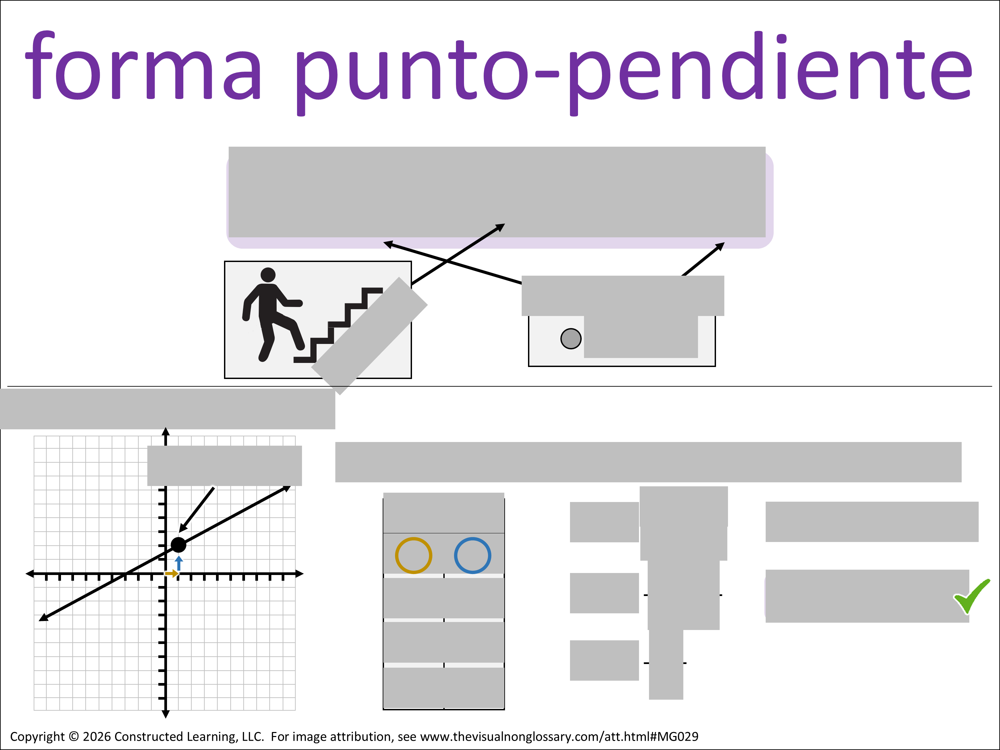 forma punto-pendiente
Copyright © 2026 Constructed Learning, LLC.  For image attribution, see www.thevisualnonglossary.com/att.html#MG029